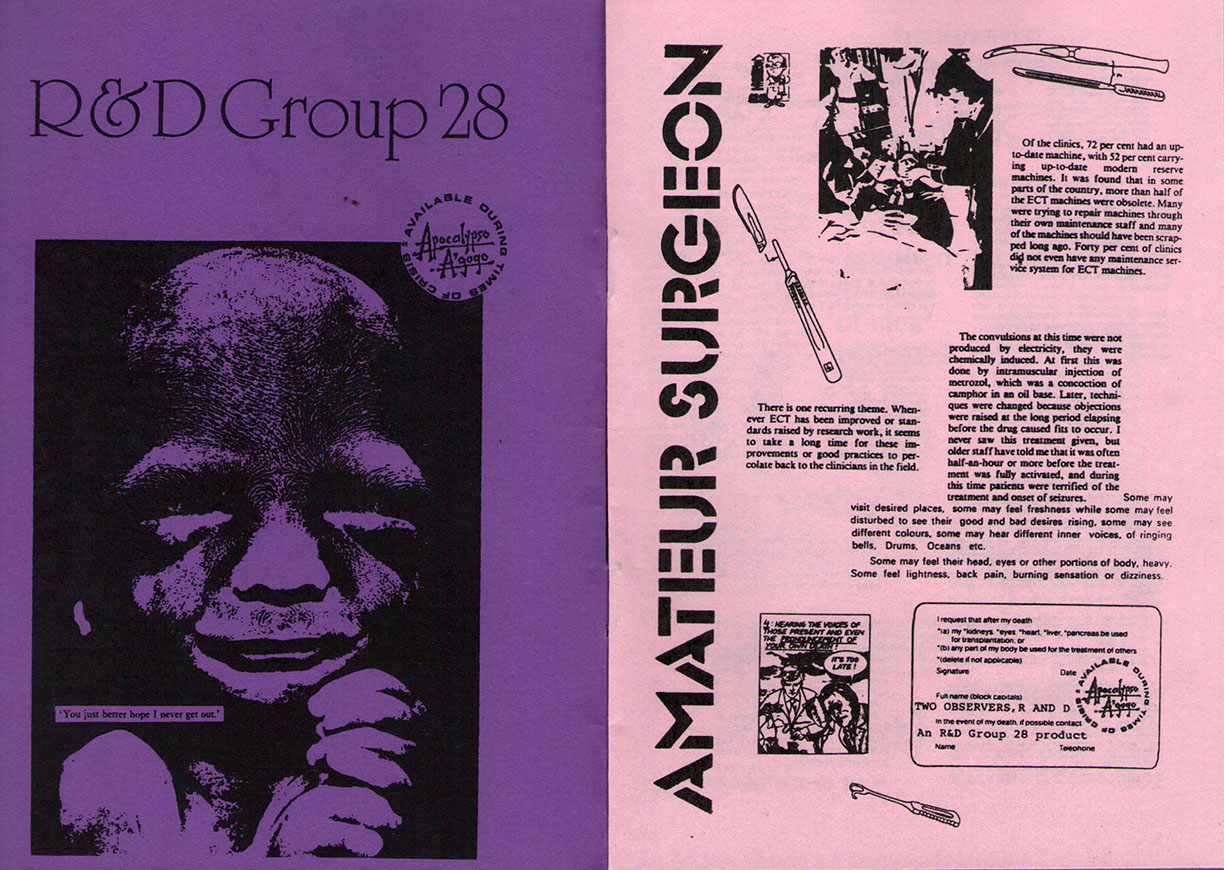 R&D Group 28
AVAILABLE DURING TIMES OF CRISIS:
Apocalypso
A'gogo
'You just better hope I never get out.'
AMATEUR SURGEON
Of the clinics, 72 per cent had an up-
to-date machine, with 52 per cent carry-
ing up-to-date modern reserve
machines. It was found that in some
parts of the country, more than half of
the ECT machines were obsolete. Many
were trying to repair machines through
their own maintenance staff and many
of the machines should have been scrap-
ped long ago. Forty per cent of clinics
did not even have any maintenance ser-
vice system for ECT machines.
The convulsions at this time were not
produced by electricity, they were
chemically induced. At first this was
done by intramuscular injection of
metrozol, which was a concoction of
camphor in an oil base. Later, techni-
ques were changed because objections
were raised at the long period elapsing
before the drug caused fits to occur. I
never saw this treatment given, but
older staff have told me that it was often
half-an-hour or more before the treat-
ment was fully activated, and during
this time patients were terrified of the
treatment and onset of seizures.
There is one recurring theme. When-
ever ECT has been improved or stan-
dards raised by research work, it seems
to take a long time for these im-
provements or good practices to per-
colate back to the clinicians in the field.
Some may
visit desired places, some may feel freshness while some may feel
disturbed to see their good and bad desires rising, some may see
different colours, some may hear different inner voices, of ringing
bells, Drums, Oceans etc.
Some may feel their head, eyes or other portions of body, heavy.
Some feel lightness, back pain, burning sensation or dizziness.
4: HEARING THE VOICES OF
THOSE PRESENT AND EVEN
THE PRONOUNCEMENT OF
YOUR OWN DEATH!
IT'S TOO
LATE!
I request that after my death
*(a) my *kidneys, *eyes *heart, *liver, *pancreas be used
for transplantation, or
*(b) any part of my body be used for the treatment of others
*(delete if not applicable)
Signature Date
Full name (block capitals)
TWO OBSERVERS,R AND D
In the event of my death, if possible contact
An R&D Group 28 product
Name Telephone
AVAILABLE DURING TIMES OF CRISIS:
Apocalypso
A'gogo